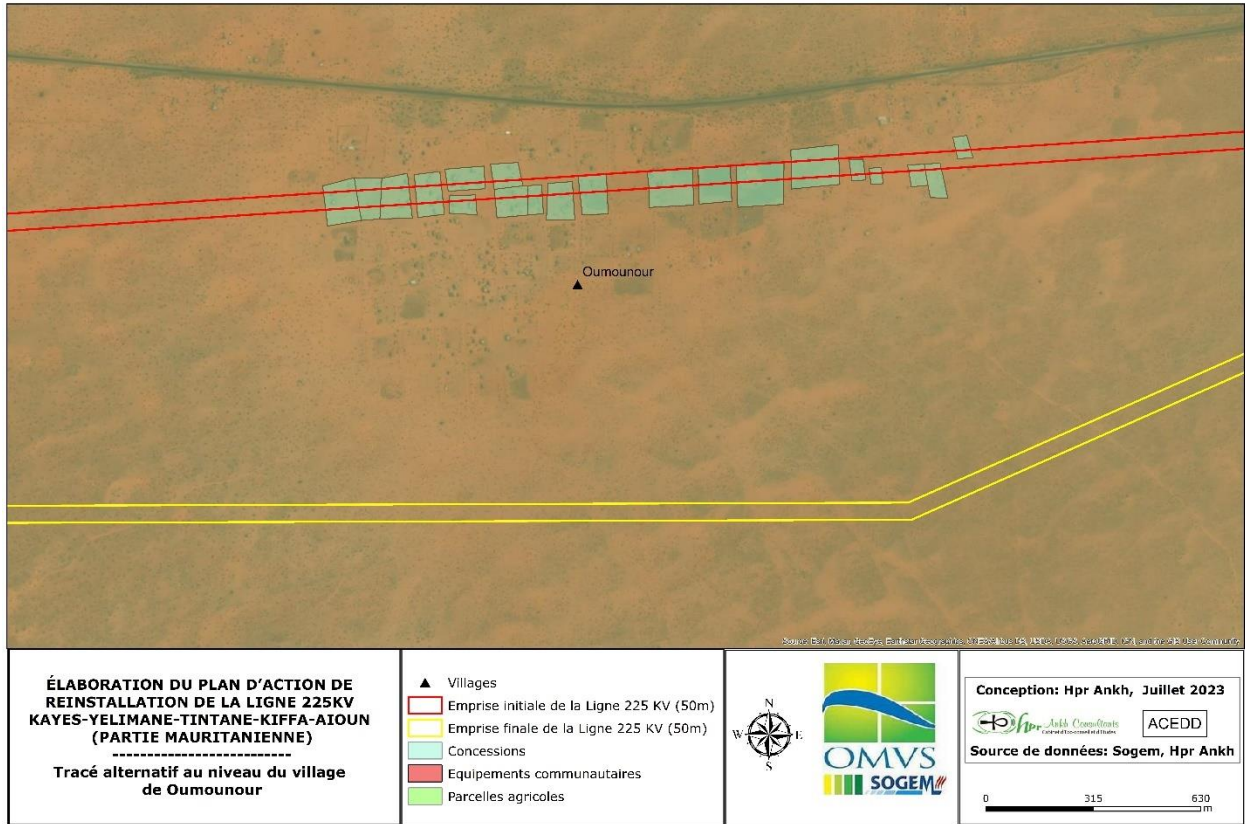 Oumounour
ÉLABORATION DU PLAN D'ACTION DE
REINSTALLATION DE LA LIGNE 225KV
KAYES-YELIMANE-TINTANE-KIFFA-AIOUN
(PARTIE MAURITANIENNE)
---------------------------
Tracé alternatif au niveau du village
de Oumounour
Villages
Emprise initiale de la Ligne 225 KV (50m)
Emprise finale de la Ligne 225 KV (50m)
Concessions
Equipements communautaires
Parcelles agricoles
N
W E
S
OMVS
SOGEM
Conception: Hpr Ankh, Juillet 2023
Hpr Ankh Consultants
ACEDD
Source de données: Sogem, Hpr Ankh
0 315 630
m